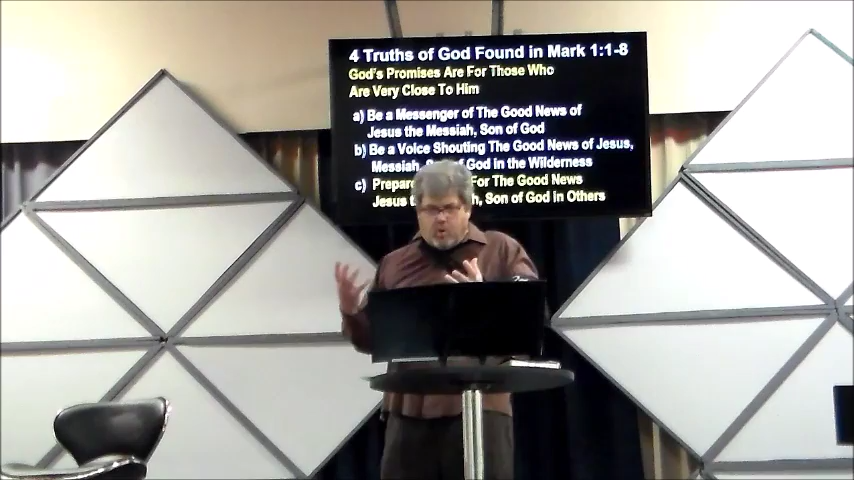 4 Truths of God Found in Mark 1:1-8
God's Promises Are For Those Who
Are Very Close To Him
a) Be a Messenger of The Good News of
Jesus the Messiah, Son of God
b) Be a Voice Shouting The Good News of Jesus,
Messiah, of God in the Wilderness
c) For The Good News
Jesus Son of God in Others